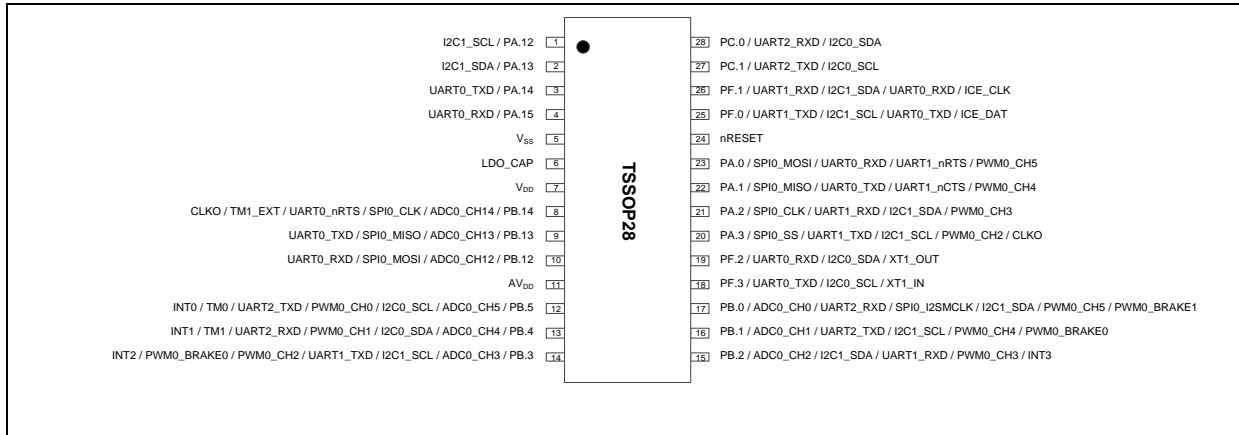 I2C1_SCL / PA.12 1
I2C1_SDA / PA.13 2
UART0_TXD / PA.14 3
UART0_RXD / PA.15 4
VSS 5
LDO_CAP 6
VDD 7
CLKO / TM1_EXT / UART0_nRTS / SPI0_CLK / ADC0_CH14 / PB.14 8
UART0_TXD / SPI0_MISO / ADC0_CH13 / PB.13 9
UART0_RXD / SPI0_MOSI / ADC0_CH12 / PB.12 10
AVDD 11
INT0 / TM0 / UART2_TXD / PWM0_CH0 / I2C0_SCL / ADC0_CH5 / PB.5 12
INT1 / TM1 / UART2_RXD / PWM0_CH1 / I2C0_SDA / ADC0_CH4 / PB.4 13
INT2 / PWM0_BRAKE0 / PWM0_CH2 / UART1_TXD / I2C1_SCL / ADC0_CH3 / PB.3 14
TSSOP28
28 PC.0 / UART2_RXD / I2C0_SDA
27 PC.1 / UART2_TXD / I2C0_SCL
26 PF.1 / UART1_RXD / I2C1_SDA / UART0_RXD / ICE_CLK
25 PF.0 / UART1_TXD / I2C1_SCL / UART0_TXD / ICE_DAT
24 nRESET
23 PA.0 / SPI0_MOSI / UART0_RXD / UART1_nRTS / PWM0_CH5
22 PA.1 / SPI0_MISO / UART0_TXD / UART1_nCTS / PWM0_CH4
21 PA.2 / SPI0_CLK / UART1_RXD / I2C1_SDA / PWM0_CH3
20 PA.3 / SPI0_SS / UART1_TXD / I2C1_SCL / PWM0_CH2 / CLKO
19 PF.2 / UART0_RXD / I2C0_SDA / XT1_OUT
18 PF.3 / UART0_TXD / I2C0_SCL / XT1_IN
17 PB.0 / ADC0_CH0 / UART2_RXD / SPI0_I2SMCLK / I2C1_SDA / PWM0_CH5 / PWM0_BRAKE1
16 PB.1 / ADC0_CH1 / UART2_TXD / I2C1_SCL / PWM0_CH4 / PWM0_BRAKE0
15 PB.2 / ADC0_CH2 / I2C1_SDA / UART1_RXD / PWM0_CH3 / INT3